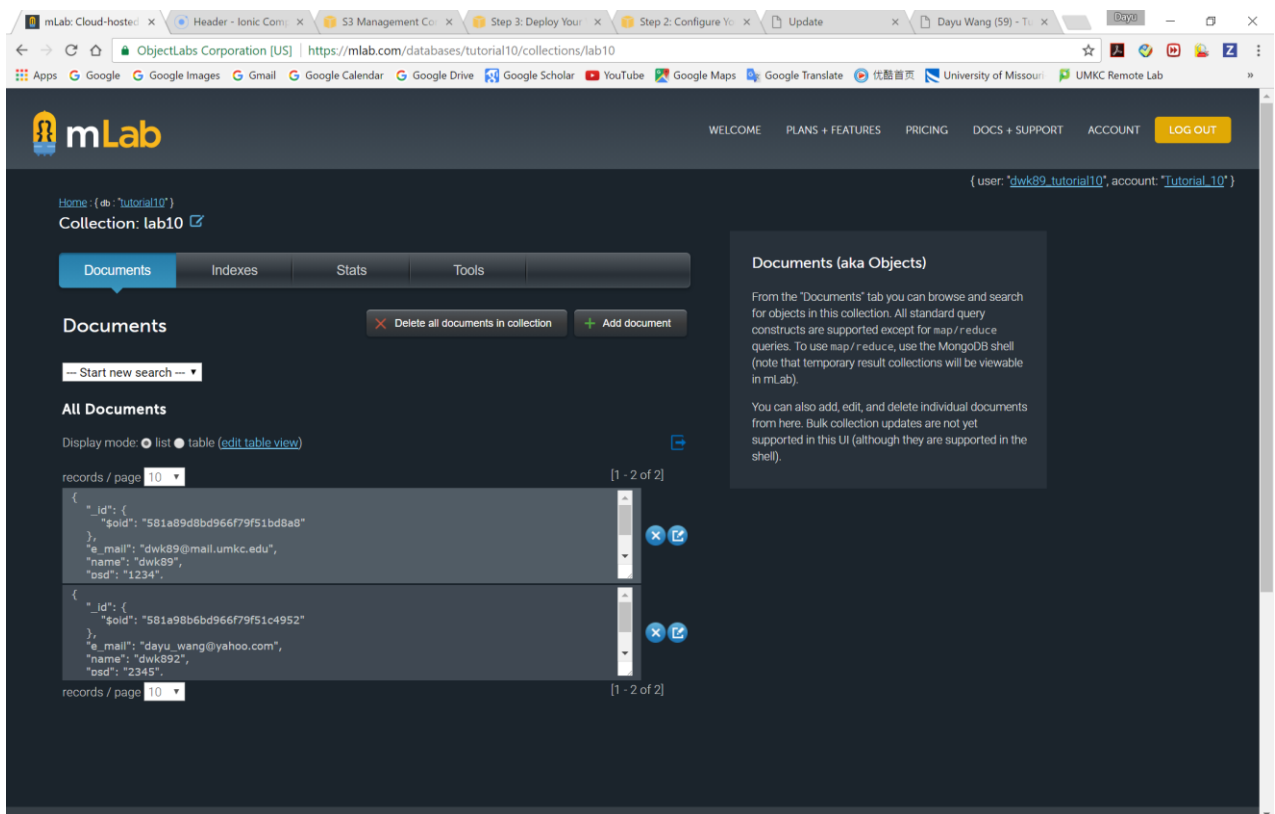 mLab: Cloud-hosted
Header - Ionic Com
S3 Management Co
Step 3: Deploy Your
Step 2: Configure Yo
Update
Dayu Wang (59) - Tu
Dayu
ObjectLabs Corporation [US] | https://mlab.com/databases/tutorial10/collections/lab10
Apps Google Google Images Gmail Google Calendar Google Drive Google Scholar YouTube Google Maps Google Translate 优酷首页 University of Missouri UMKC Remote Lab »
mLab
WELCOME PLANS + FEATURES PRICING DOCS + SUPPORT ACCOUNT LOG OUT
{ user: "dwk89_tutorial10", account: "Tutorial_10" }
Home : { db : "tutorial10" }
Collection: lab10
Documents Indexes Stats Tools
Documents
Delete all documents in collection
Add document
--- Start new search ---
All Documents
Display mode: list table (edit table view)
records / page 10 [1 - 2 of 2]
{
"_id": {
"$oid": "581a89d8bd966f79f51bd8a8"
},
"e_mail": "dwk89@mail.umkc.edu",
"name": "dwk89",
"psd": "1234",
{
"_id": {
"$oid": "581a98b6bd966f79f51c4952"
},
"e_mail": "dayu_wang@yahoo.com",
"name": "dwk892",
"psd": "2345",
records / page 10 [1 - 2 of 2]
Documents (aka Objects)
From the "Documents" tab you can browse and search
for objects in this collection. All standard query
constructs are supported except for map/reduce
queries. To use map/reduce, use the MongoDB shell
(note that temporary result collections will be viewable
in mLab).
You can also add, edit, and delete individual documents
from here. Bulk collection updates are not yet
supported in this UI (although they are supported in the
shell).